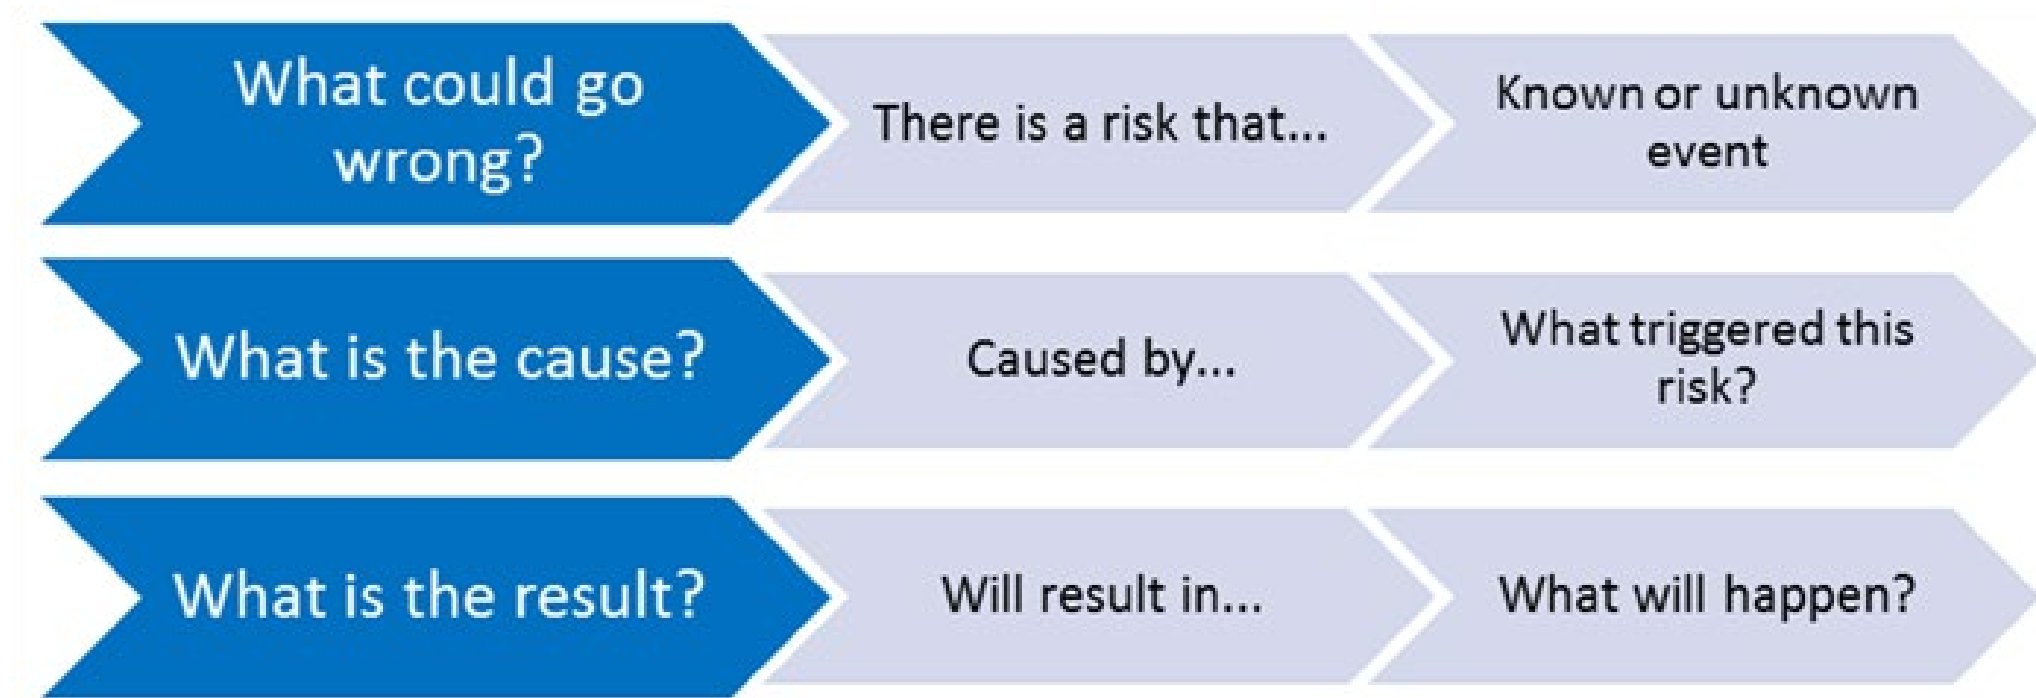 What could go
wrong?
There is a risk that...
Known or unknown
event
What is the cause?
Caused by...
What triggered this
risk?
What is the result?
Will result in...
What will happen?